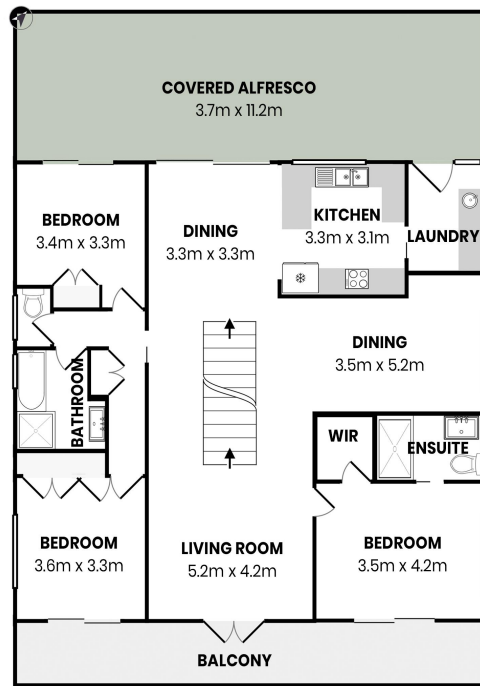 COVERED ALFRESCO
3.7m x 11.2m
BEDROOM
3.4m x 3.3m
DINING
3.3m x 3.3m
KITCHEN
3.3m x 3.1m
LAUNDRY
DINING
3.5m x 5.2m
BATHROOM
WIR
ENSUITE
BEDROOM
3.6m x 3.3m
LIVING ROOM
5.2m x 4.2m
BEDROOM
3.5m x 4.2m
BALCONY